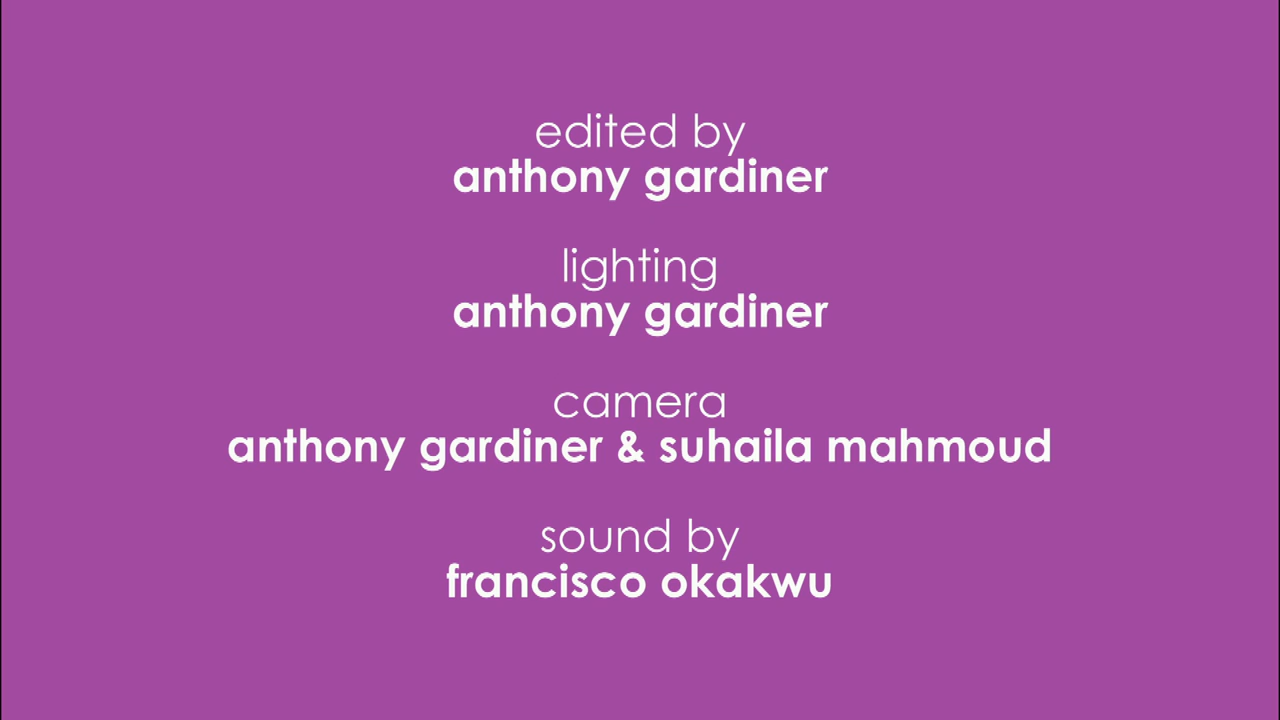 edited by
anthony gardiner
lighting
anthony gardiner
camera
anthony gardiner & suhaila mahmoud
sound by
francisco okakwu